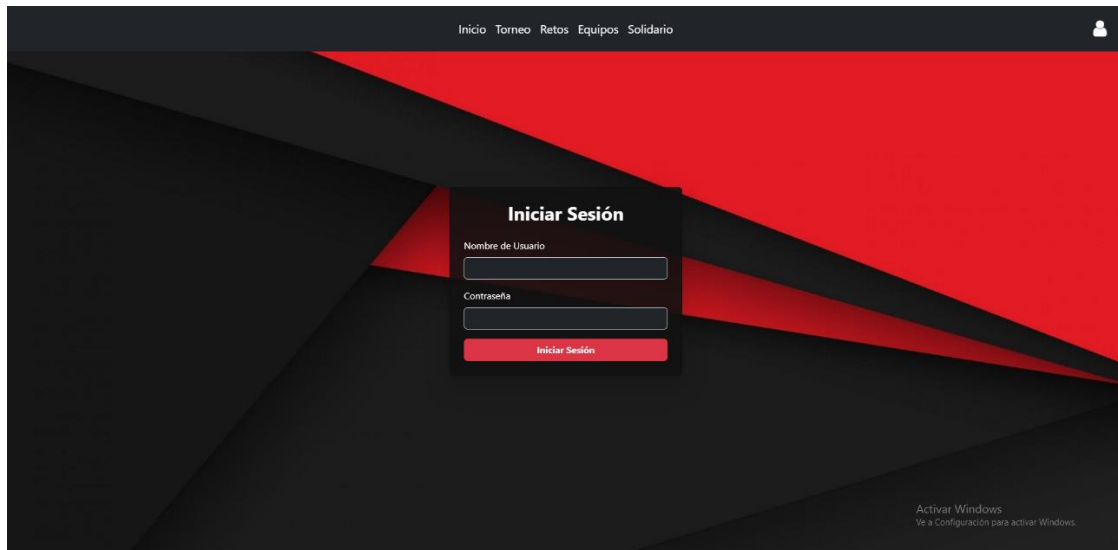 Inicio Torneo Retos Equipos Solidario
Iniciar Sesión
Nombre de Usuario
Contraseña
Iniciar Sesión
Activar Windows
Ve a Configuración para activar Windows.